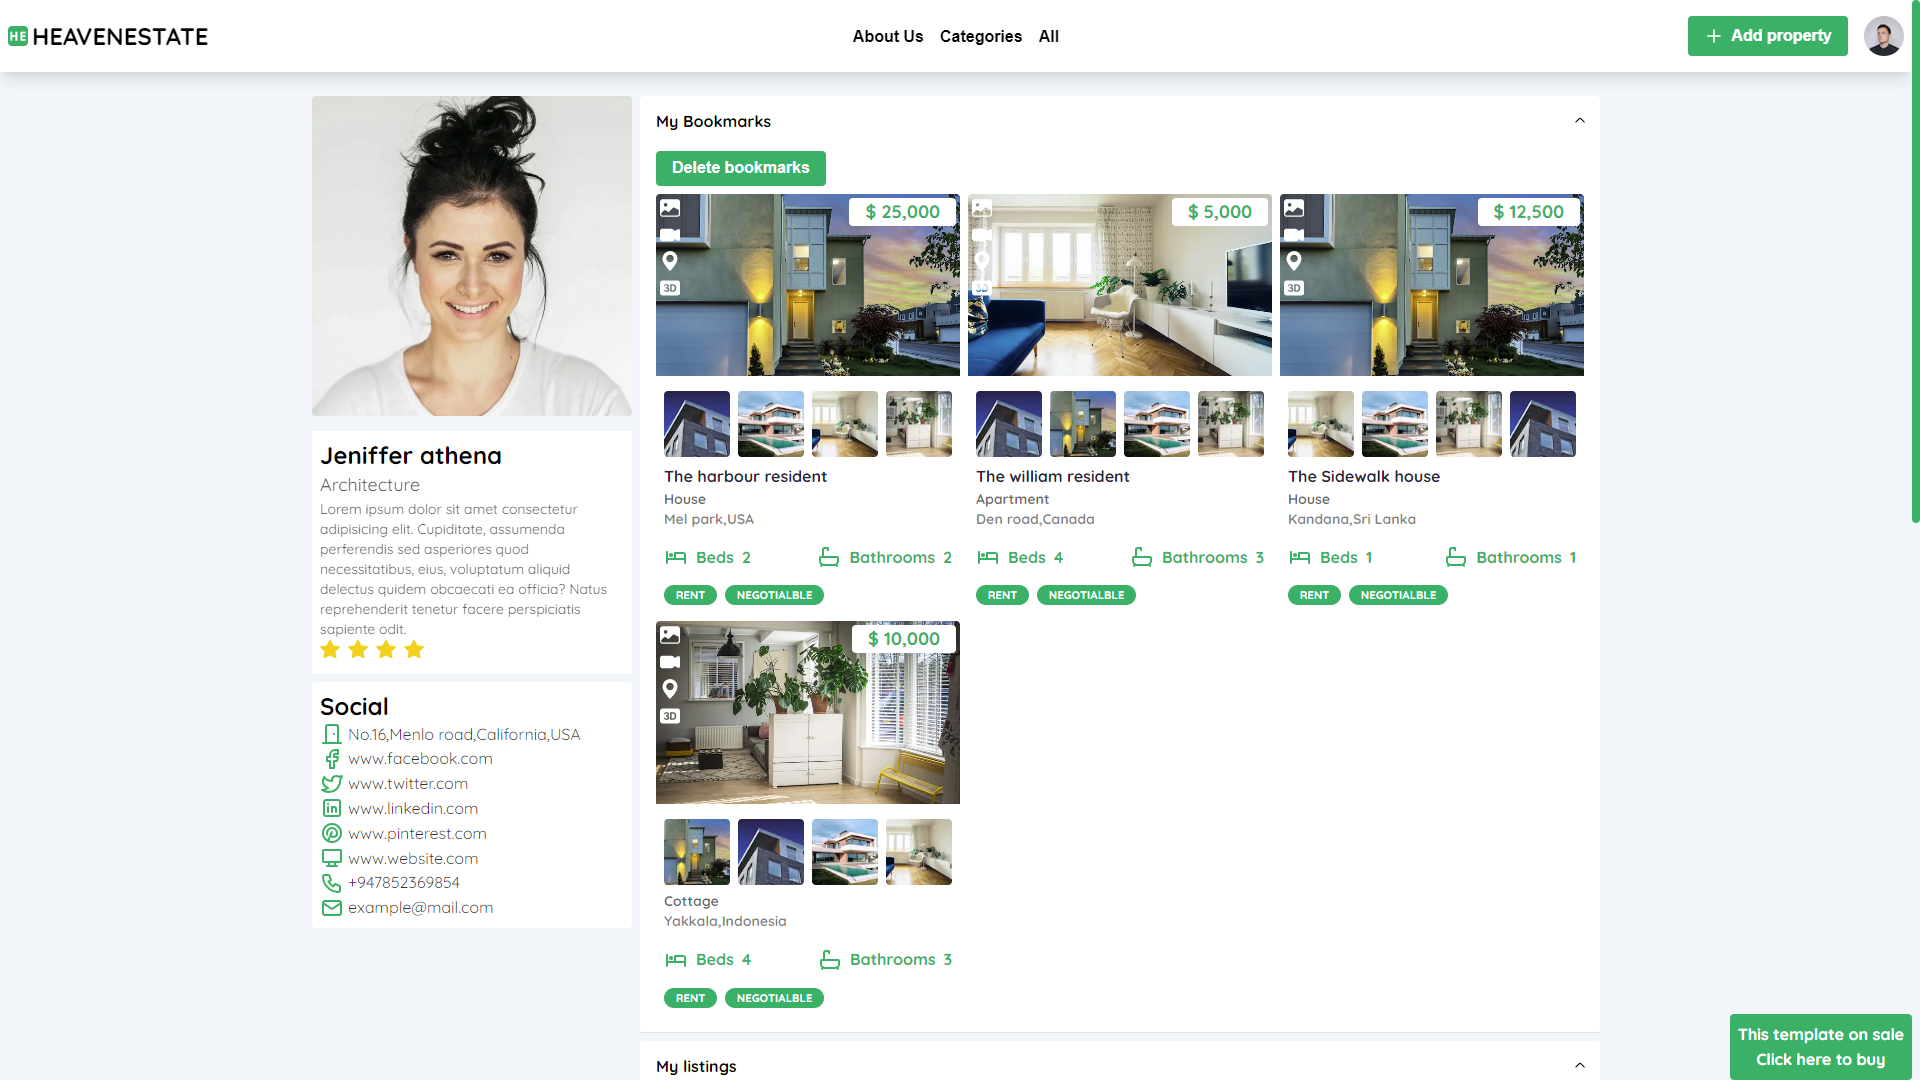 HE HEAVENESTATE
About Us Categories All
Add property
Jeniffer athena
Architecture
Lorem ipsum dolor sit amet consectetur
adipisicing elit. Cupiditate, assumenda
perferendis sed asperiores quod
necessitatibus, eius, voluptatum aliquid
delectus quidem obcaecati ea officia? Natus
reprehenderit tenetur facere perspiciatis
sapiente odit.
Social
No.16,Menlo road,California,USA
www.facebook.com
www.twitter.com
www.linkedin.com
www.pinterest.com
www.website.com
+947852369854
example@mail.com
My Bookmarks
Delete bookmarks
$ 25,000
3D
The harbour resident
House
Mel park,USA
Beds 2 Bathrooms 2
RENT NEGOTIALBLE
$ 5,000
3D
The william resident
Apartment
Den road,Canada
Beds 4 Bathrooms 3
RENT NEGOTIALBLE
$ 12,500
3D
The Sidewalk house
House
Kandana,Sri Lanka
Beds 1 Bathrooms 1
RENT NEGOTIALBLE
$ 10,000
3D
Cottage
Yakkala,Indonesia
Beds 4 Bathrooms 3
RENT NEGOTIALBLE
My listings
This template on sale
Click here to buy